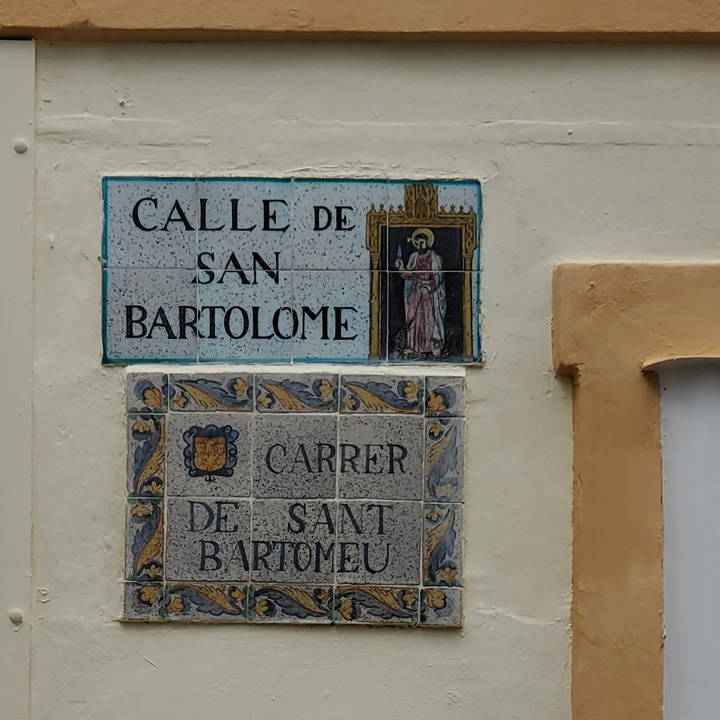 CALLE DE
SAN
BARTOLOME
CARRER
DE SANT
BARTOMEU